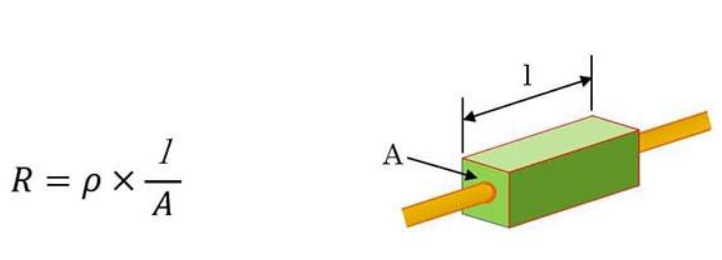 R = ρ × l / A
l
A